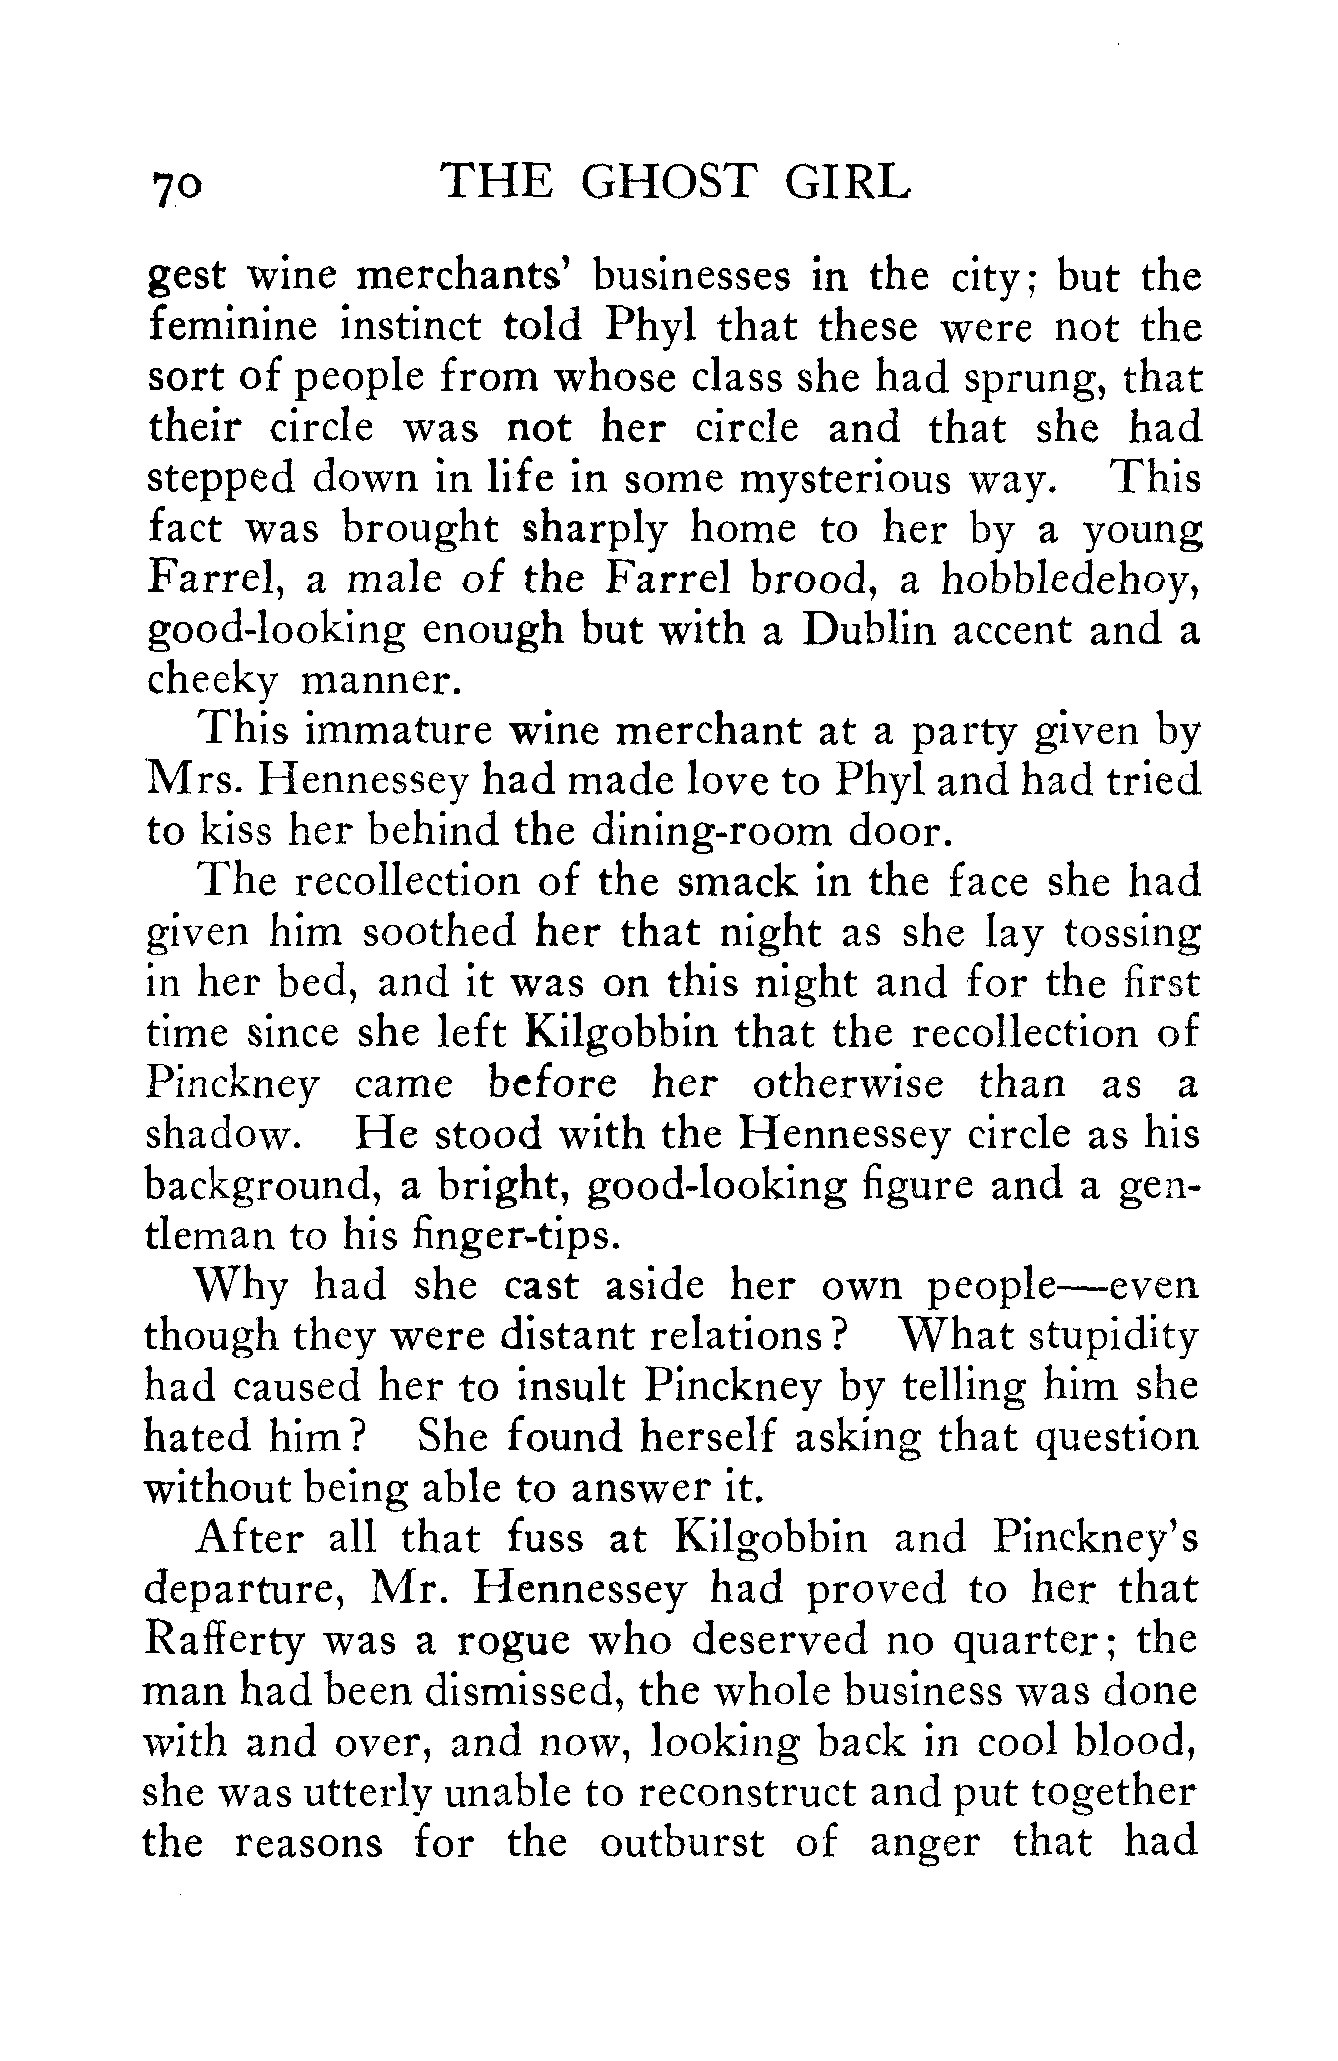 70 THE GHOST GIRL
gest wine merchants' businesses in the city; but the
feminine instinct told Phyl that these were not the
sort of people from whose class she had sprung, that
their circle was not her circle and that she had
stepped down in life in some mysterious way. This
fact was brought sharply home to her by a young
Farrel, a male of the Farrel brood, a hobbledehoy,
good-looking enough but with a Dublin accent and a
cheeky manner.
This immature wine merchant at a party given by
Mrs. Hennessey had made love to Phyl and had tried
to kiss her behind the dining-room door.
The recollection of the smack in the face she had
given him soothed her that night as she lay tossing
in her bed, and it was on this night and for the first
time since she left Kilgobbin that the recollection of
Pinckney came before her otherwise than as a
shadow. He stood with the Hennessey circle as his
background, a bright, good-looking figure and a gen-
tleman to his finger-tips.
Why had she cast aside her own people—even
though they were distant relations? What stupidity
had caused her to insult Pinckney by telling him she
hated him? She found herself asking that question
without being able to answer it.
After all that fuss at Kilgobbin and Pinckney's
departure, Mr. Hennessey had proved to her that
Rafferty was a rogue who deserved no quarter; the
man had been dismissed, the whole business was done
with and over, and now, looking back in cool blood,
she was utterly unable to reconstruct and put together
the reasons for the outburst of anger that had